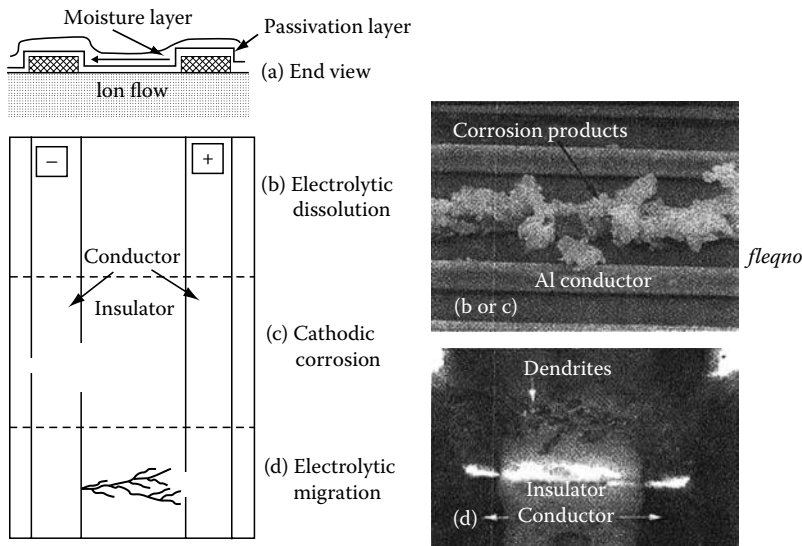 Moisture layer
Passivation layer
(a) End view
Ion flow
−
+
(b) Electrolytic
dissolution
Conductor
Insulator
(c) Cathodic
corrosion
(d) Electrolytic
migration
Corrosion products
Al conductor
(b or c)
fleqno
Dendrites
Insulator
(d)
Conductor